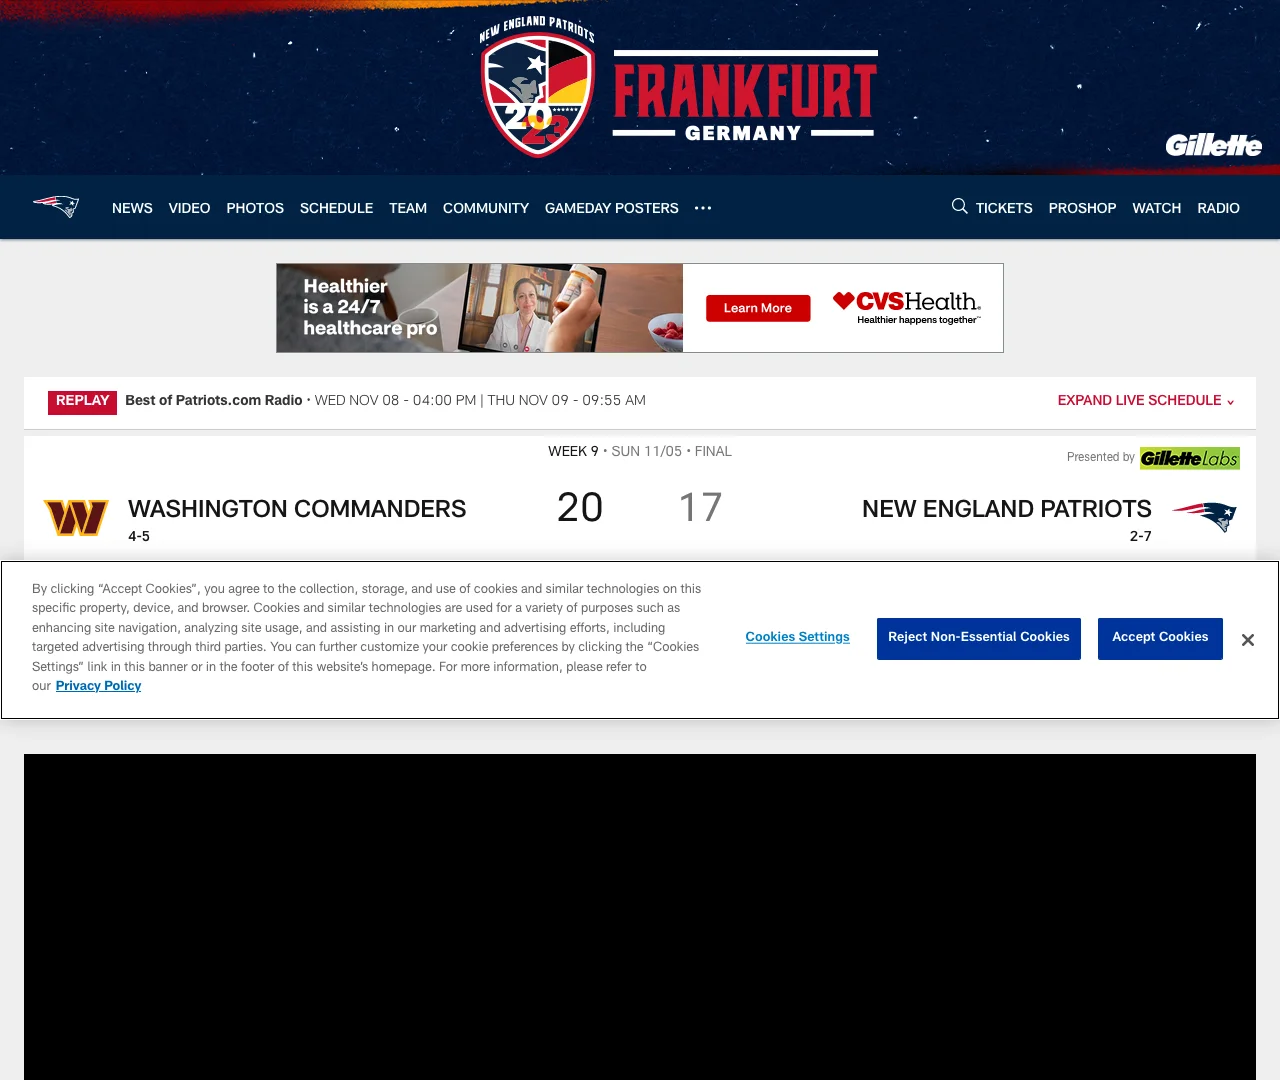 NEW ENGLAND PATRIOTS
2023
FRANKFURT
GERMANY
Gillette
NEWS VIDEO PHOTOS SCHEDULE TEAM COMMUNITY GAMEDAY POSTERS ••• TICKETS PROSHOP WATCH RADIO
Healthier
is a 24/7
healthcare pro
Learn More
CVSHealth®
Healthier happens together™
REPLAY Best of Patriots.com Radio · WED NOV 08 - 04:00 PM | THU NOV 09 - 09:55 AM EXPAND LIVE SCHEDULE
WEEK 9 • SUN 11/05 • FINAL
Presented by GilletteLabs
WASHINGTON COMMANDERS 20 17 NEW ENGLAND PATRIOTS
4-5 2-7
By clicking “Accept Cookies”, you agree to the collection, storage, and use of cookies and similar technologies on this
specific property, device, and browser. Cookies and similar technologies are used for a variety of purposes such as
enhancing site navigation, analyzing site usage, and assisting in our marketing and advertising efforts, including
targeted advertising through third parties. You can further customize your cookie preferences by clicking the “Cookies
Settings” link in this banner or in the footer of this website's homepage. For more information, please refer to
our Privacy Policy
Cookies Settings Reject Non-Essential Cookies Accept Cookies